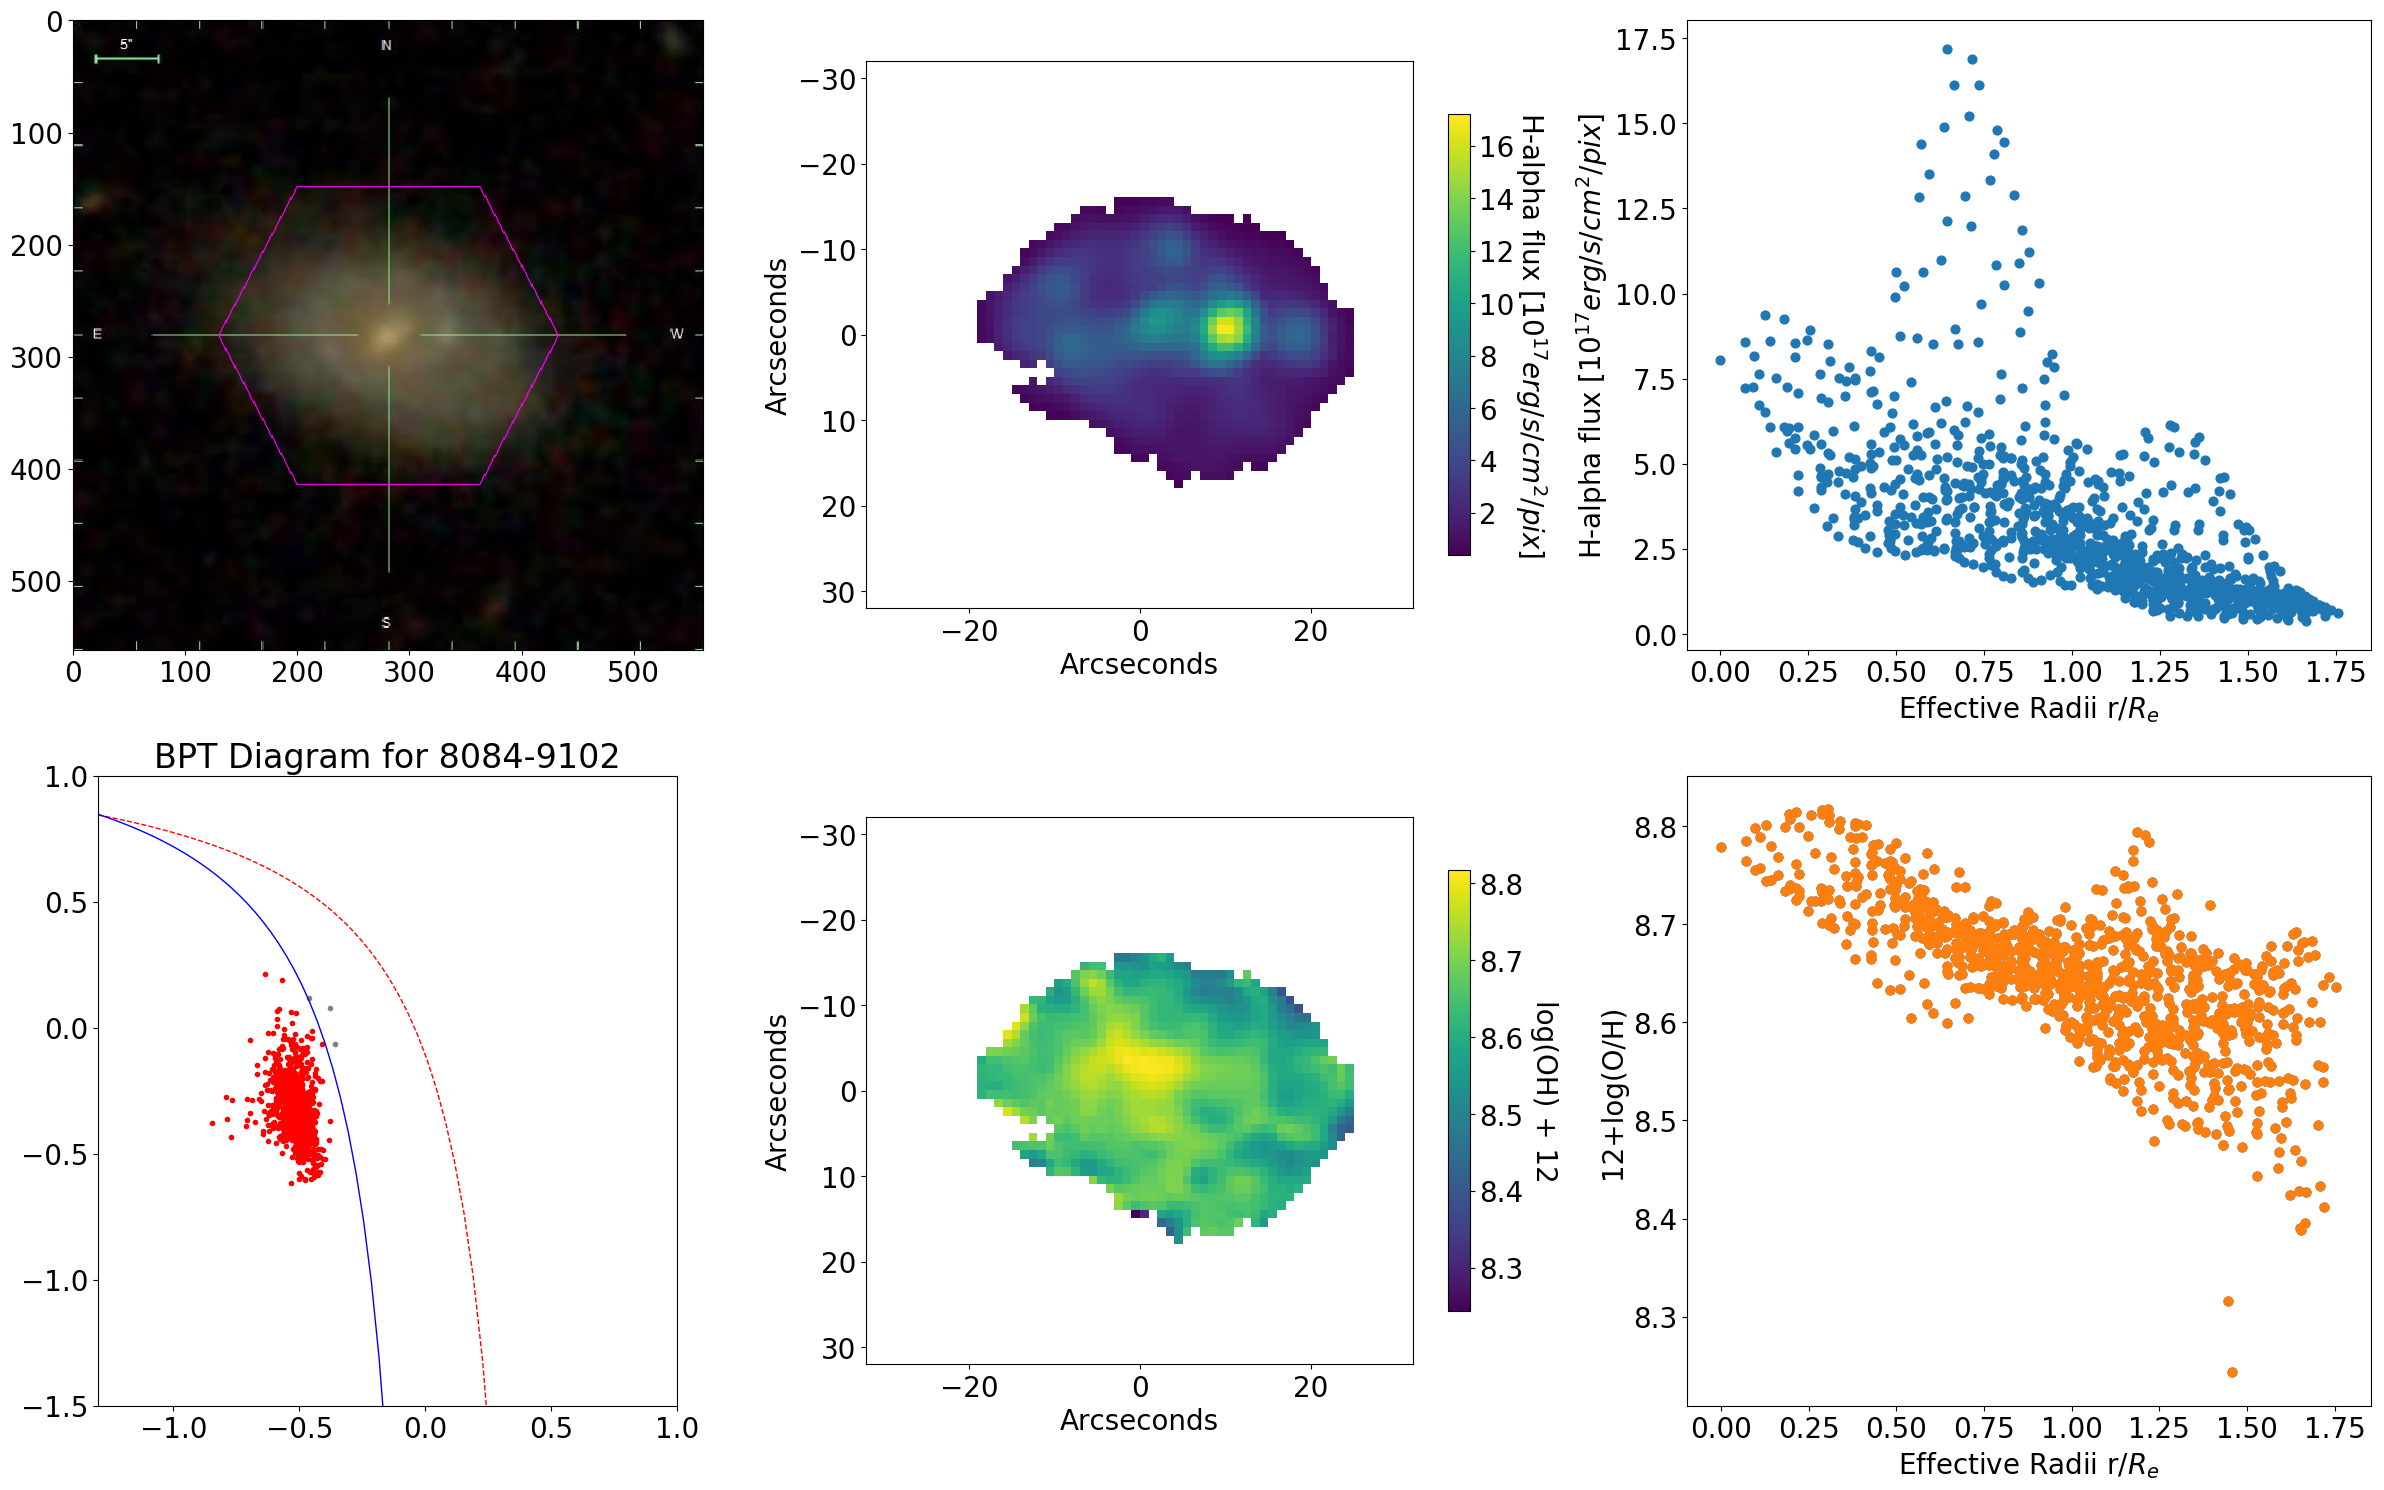 0
100
200
300
400
500
0 100 200 300 400 500
5"
N
E
W
S
−30
−20
−10
0
10
20
30
Arcseconds
−20 0 20
Arcseconds
16
14
12
10
8
6
4
2
H-alpha flux [10^17 erg/s/cm^2/pix]
H-alpha flux [10^17 erg/s/cm^2/pix]
17.5
15.0
12.5
10.0
7.5
5.0
2.5
0.0
0.00 0.25 0.50 0.75 1.00 1.25 1.50 1.75
Effective Radii r/R_e
BPT Diagram for 8084-9102
1.0
0.5
0.0
−0.5
−1.0
−1.5
−1.0 −0.5 0.0 0.5 1.0
−30
−20
−10
0
10
20
30
Arcseconds
−20 0 20
Arcseconds
8.8
8.7
8.6
8.5
8.4
8.3
log(OH) + 12
12+log(O/H)
8.8
8.7
8.6
8.5
8.4
8.3
0.00 0.25 0.50 0.75 1.00 1.25 1.50 1.75
Effective Radii r/R_e